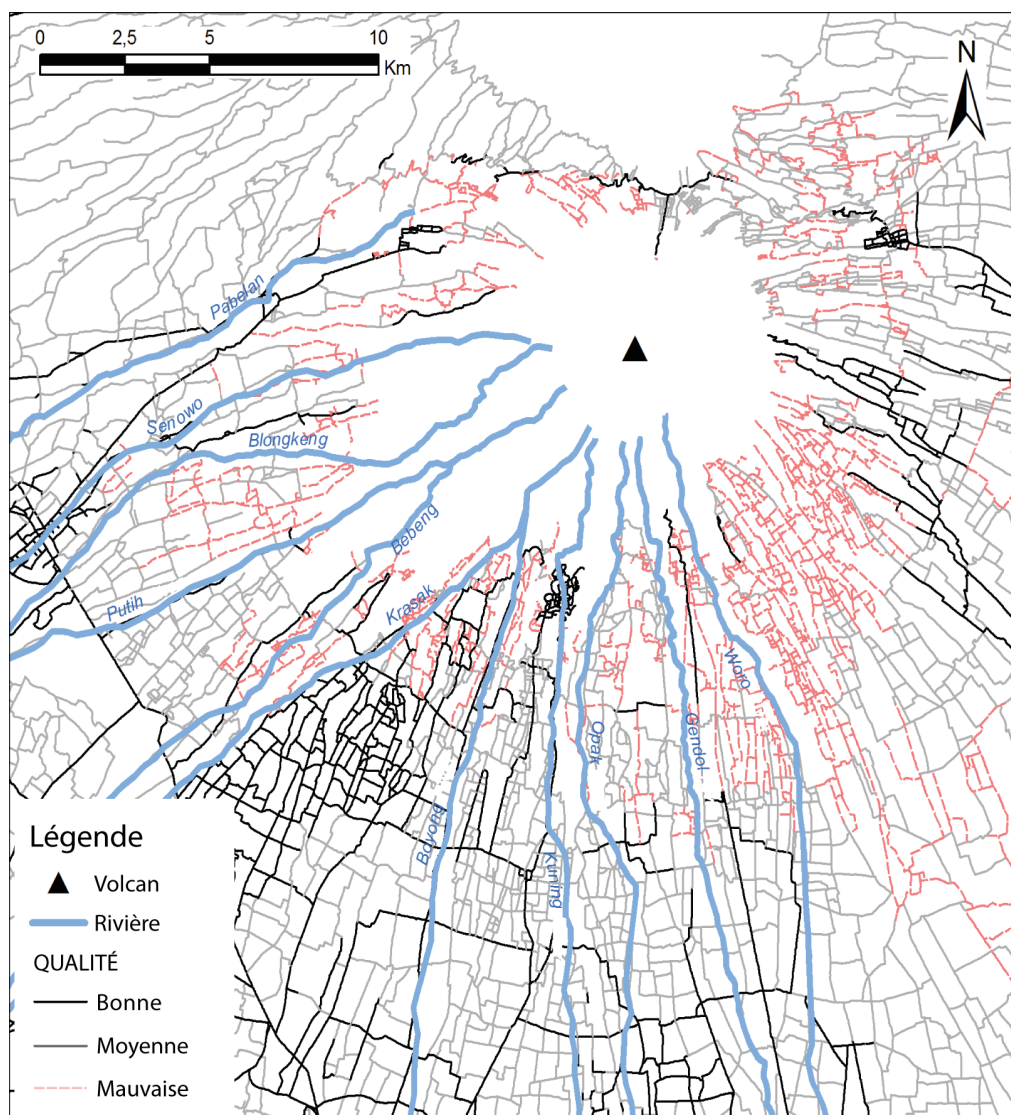 0 2,5 5 10
Km
N
Pabelan
Senowo
Blongkeng
Bebeng
Putih
Krasak
Woro
Gendol
Opak
Boyong
Kuning
Légende
Volcan
Rivière
QUALITÉ
Bonne
Moyenne
Mauvaise